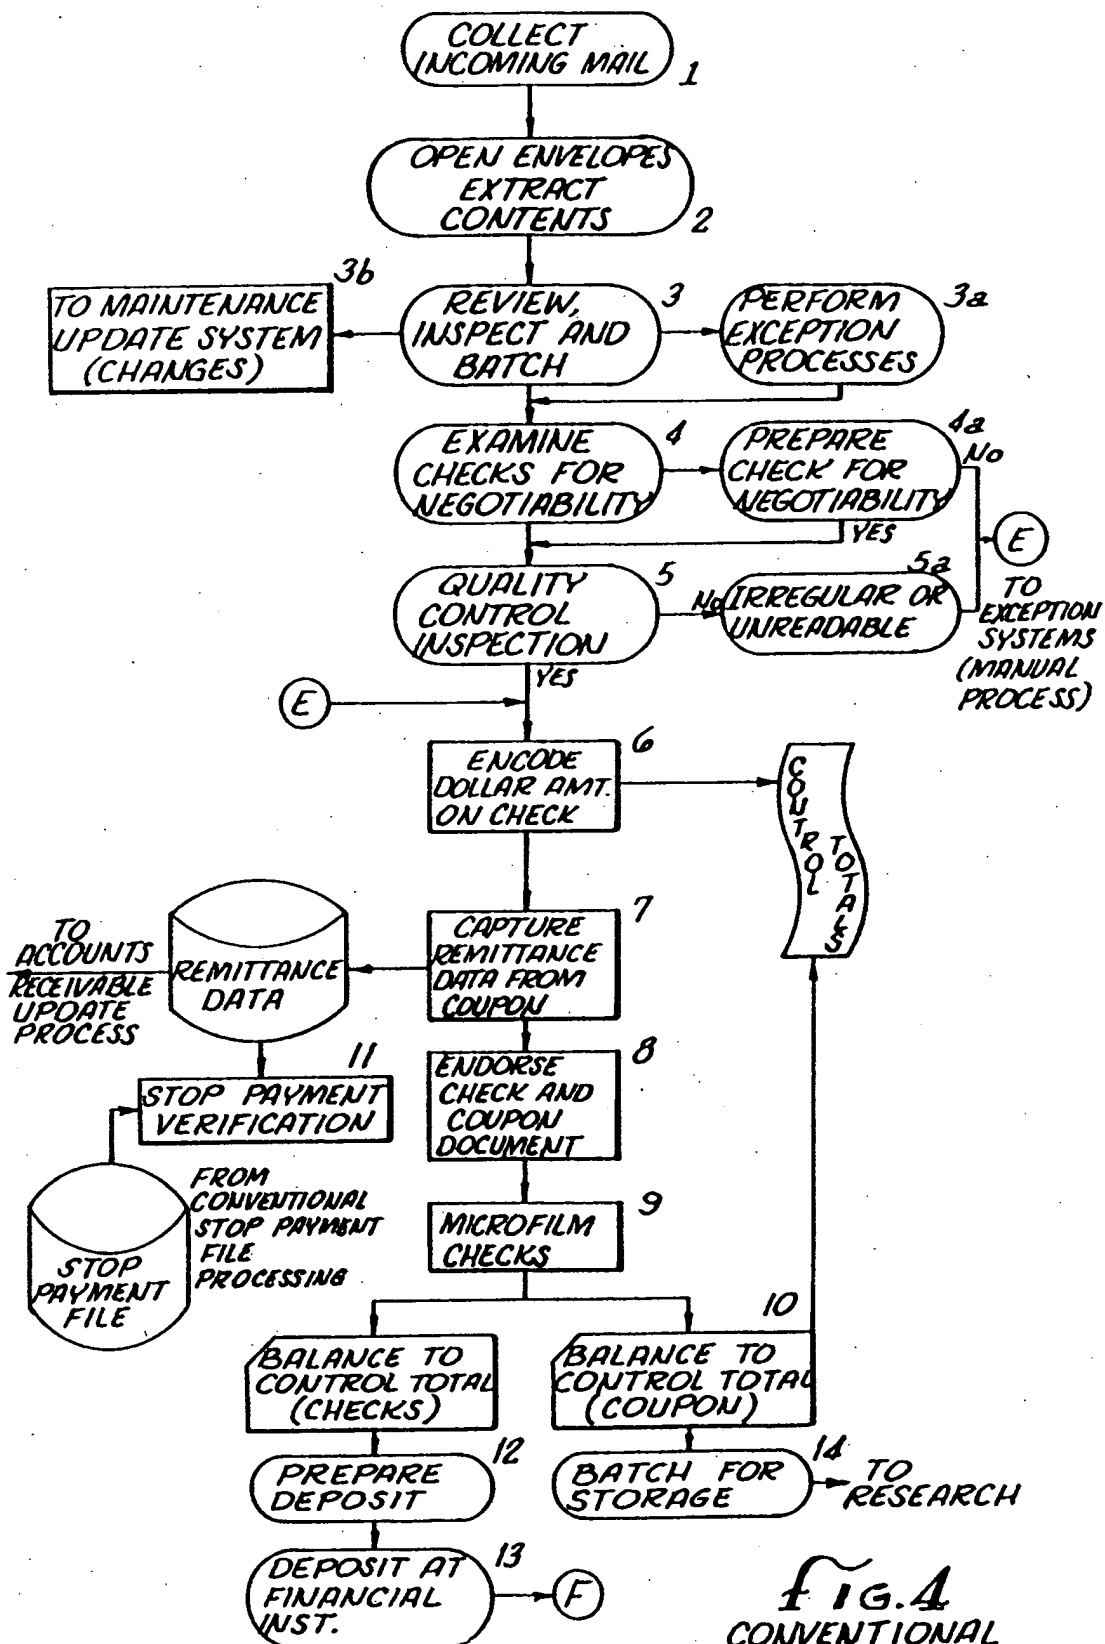 COLLECT
INCOMING MAIL
1
OPEN ENVELOPES
EXTRACT
CONTENTS
2
3b
TO MAINTENANCE
UPDATE SYSTEM
(CHANGES)
REVIEW,
INSPECT AND
BATCH
3
PERFORM
EXCEPTION
PROCESSES
3a
EXAMINE
CHECKS FOR
NEGOTIABILITY
4
PREPARE
CHECK FOR
NEGOTIABILITY
4a
NO
YES
E
TO
EXCEPTION
SYSTEMS
(MANUAL
PROCESS)
QUALITY
CONTROL
INSPECTION
5
NO
5a
IRREGULAR OR
UNREADABLE
YES
E
6
ENCODE
DOLLAR AMT.
ON CHECK
CONTROL
TOTALS
7
CAPTURE
REMITTANCE
DATA FROM
COUPON
REMITTANCE
DATA
TO
ACCOUNTS
RECEIVABLE
UPDATE
PROCESS
8
ENDORSE
CHECK AND
COUPON
DOCUMENT
11
STOP PAYMENT
VERIFICATION
FROM
CONVENTIONAL
STOP PAYMENT
FILE
PROCESSING
STOP
PAYMENT
FILE
9
MICROFILM
CHECKS
10
BALANCE TO
CONTROL TOTAL
(CHECKS)
BALANCE TO
CONTROL TOTAL
(COUPON)
12
PREPARE
DEPOSIT
14
BATCH FOR
STORAGE
TO
RESEARCH
13
DEPOSIT AT
FINANCIAL
INST.
F
FIG.4
CONVENTIONAL